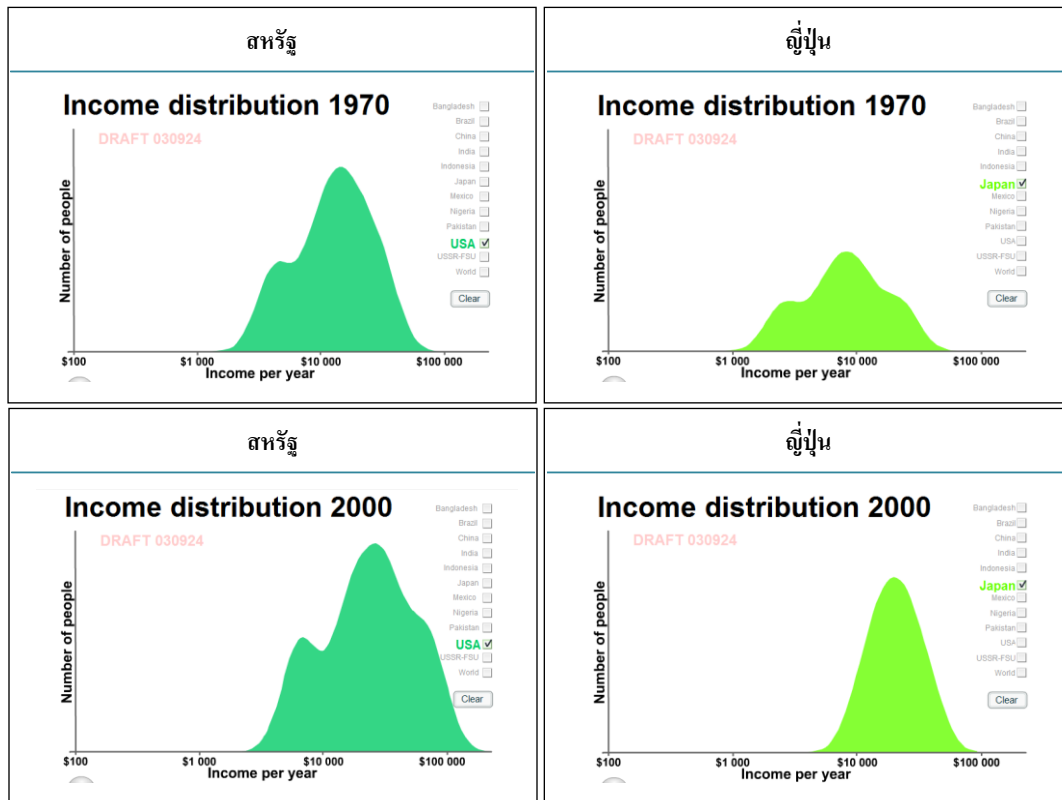 สหรัฐ
Income distribution 1970
DRAFT 030924
Number of people
Bangladesh
Brazil
China
India
Indonesia
Japan
Mexico
Nigeria
Pakistan
USA
USSR-FSU
World
Clear
$100 $1 000 $10 000 $100 000
Income per year
ญี่ปุ่น
Income distribution 1970
DRAFT 030924
Number of people
Bangladesh
Brazil
China
India
Indonesia
Japan
Mexico
Nigeria
Pakistan
USA
USSR-FSU
World
Clear
$100 $1 000 $10 000 $100 000
Income per year
สหรัฐ
Income distribution 2000
DRAFT 030924
Number of people
Bangladesh
Brazil
China
India
Indonesia
Japan
Mexico
Nigeria
Pakistan
USA
USSR-FSU
World
Clear
$100 $1 000 $10 000 $100 000
Income per year
ญี่ปุ่น
Income distribution 2000
DRAFT 030924
Number of people
Bangladesh
Brazil
China
India
Indonesia
Japan
Mexico
Nigeria
Pakistan
USA
USSR-FSU
World
Clear
$100 $1 000 $10 000 $100 000
Income per year